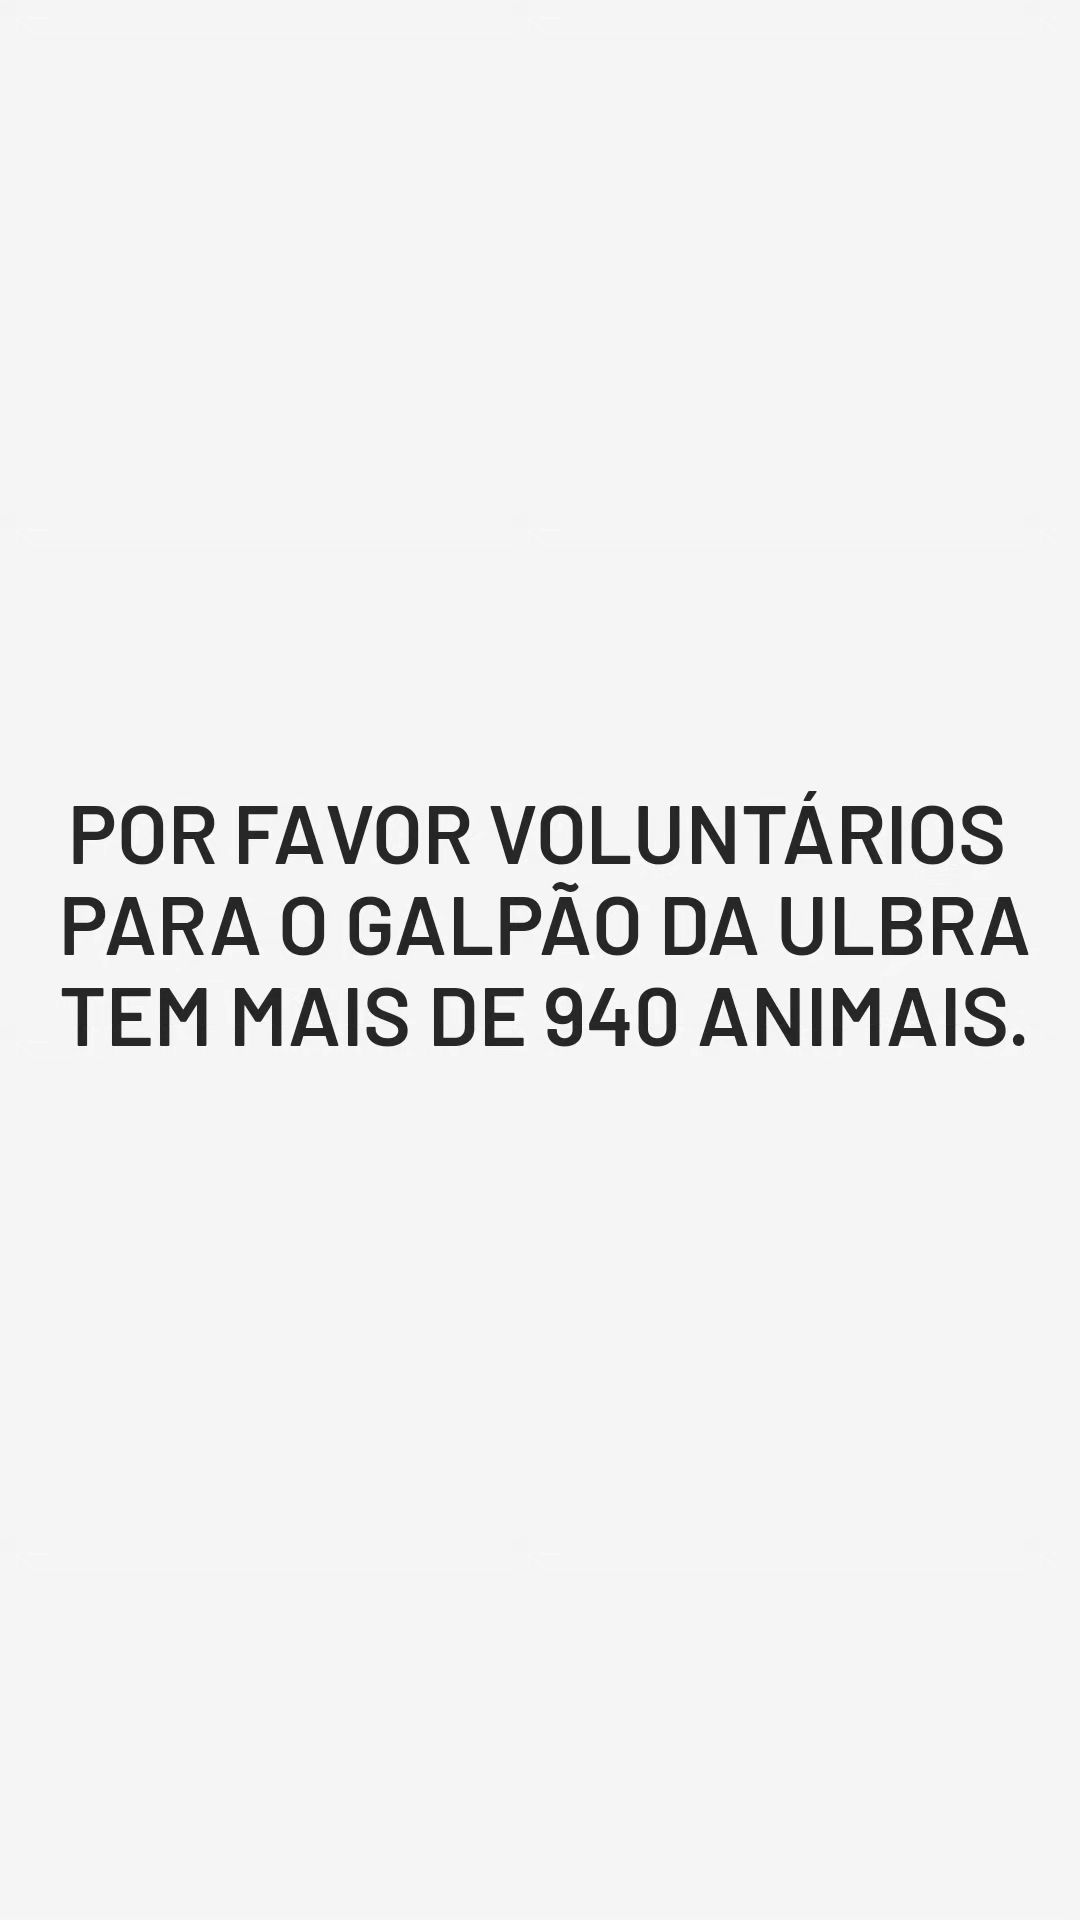 POR FAVOR VOLUNTÁRIOS
PARA O GALPÃO DA ULBRA
TEM MAIS DE 940 ANIMAIS.